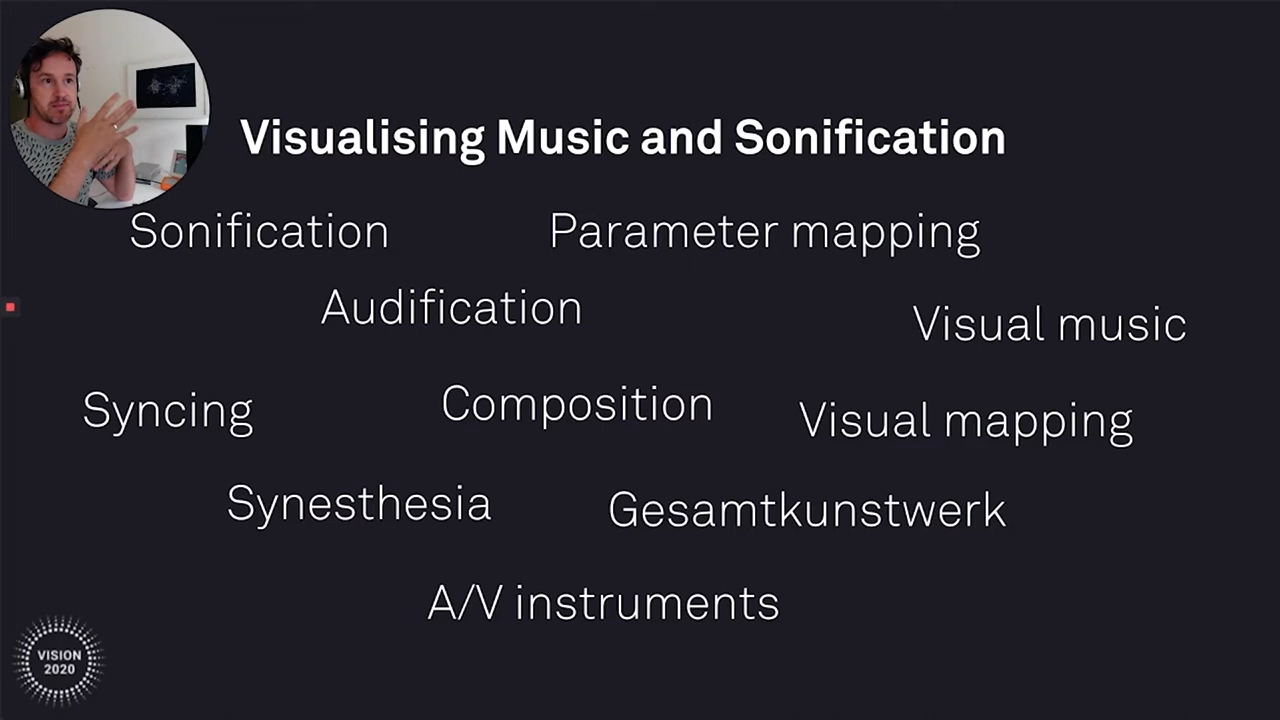 Visualising Music and Sonification
Sonification
Parameter mapping
Audification
Visual music
Syncing
Composition
Visual mapping
Synesthesia
Gesamtkunstwerk
A/V instruments
VISION
2020